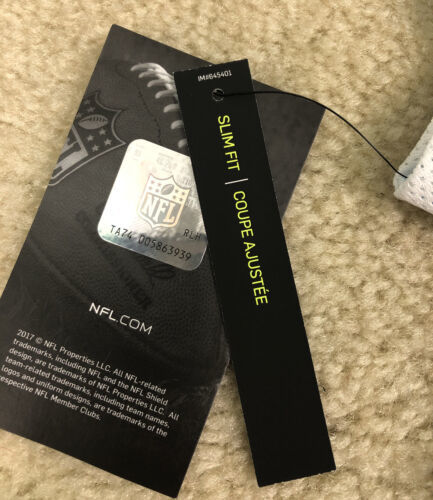 IM#645401
SLIM FIT | COUPE AJUSTÉE
NFL
RLH
TA74 005863939
NFL.COM
2017 © NFL Properties LLC. All NFL-related
trademarks, including NFL and the NFL Shield
design, are trademarks of NFL Properties LLC. All
team-related trademarks, including team names,
logos and uniform designs, are trademarks of the
respective NFL Member Clubs.